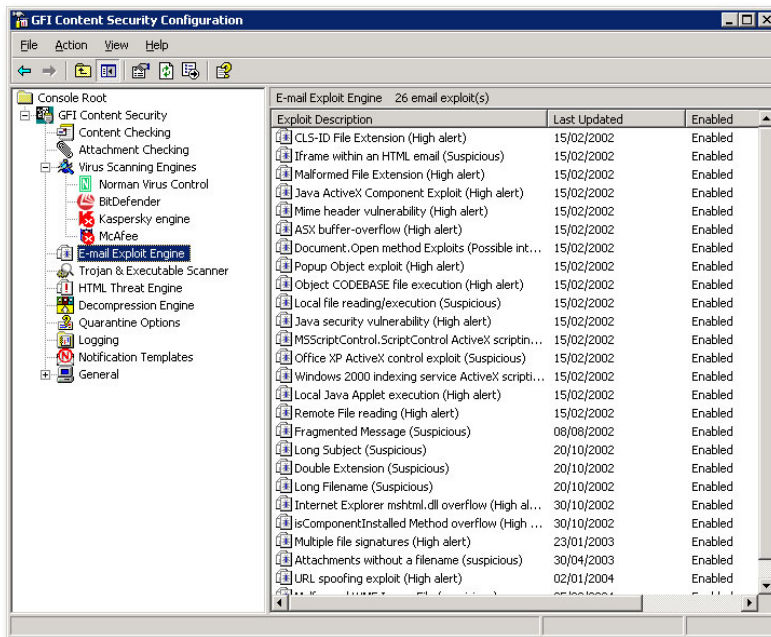 GFI Content Security Configuration
File Action View Help
Console Root
GFI Content Security
Content Checking
Attachment Checking
Virus Scanning Engines
Norman Virus Control
BitDefender
Kaspersky engine
McAfee
E-mail Exploit Engine
Trojan & Executable Scanner
HTML Threat Engine
Decompression Engine
Quarantine Options
Logging
Notification Templates
General
E-mail Exploit Engine 26 email exploit(s)
Exploit Description Last Updated Enabled
CLS-ID File Extension (High alert) 15/02/2002 Enabled
Iframe within an HTML email (Suspicious) 15/02/2002 Enabled
Malformed File Extension (High alert) 15/02/2002 Enabled
Java ActiveX Component Exploit (High alert) 15/02/2002 Enabled
Mime header vulnerability (High alert) 15/02/2002 Enabled
ASX buffer-overflow (High alert) 15/02/2002 Enabled
Document.Open method Exploits (Possible int... 15/02/2002 Enabled
Popup Object exploit (High alert) 15/02/2002 Enabled
Object CODEBASE file execution (High alert) 15/02/2002 Enabled
Local file reading/execution (Suspicious) 15/02/2002 Enabled
Java security vulnerability (High alert) 15/02/2002 Enabled
MSScriptControl.ScriptControl ActiveX scriptin... 15/02/2002 Enabled
Office XP ActiveX control exploit (Suspicious) 15/02/2002 Enabled
Windows 2000 indexing service ActiveX scripti... 15/02/2002 Enabled
Local Java Applet execution (High alert) 15/02/2002 Enabled
Remote File reading (High alert) 15/02/2002 Enabled
Fragmented Message (Suspicious) 08/08/2002 Enabled
Long Subject (Suspicious) 20/10/2002 Enabled
Double Extension (Suspicious) 20/10/2002 Enabled
Long Filename (Suspicious) 20/10/2002 Enabled
Internet Explorer mshtml.dll overflow (High al... 30/10/2002 Enabled
isComponentInstalled Method overflow (High ... 30/10/2002 Enabled
Multiple file signatures (High alert) 23/01/2003 Enabled
Attachments without a filename (suspicious) 30/04/2003 Enabled
URL spoofing exploit (High alert) 02/01/2004 Enabled